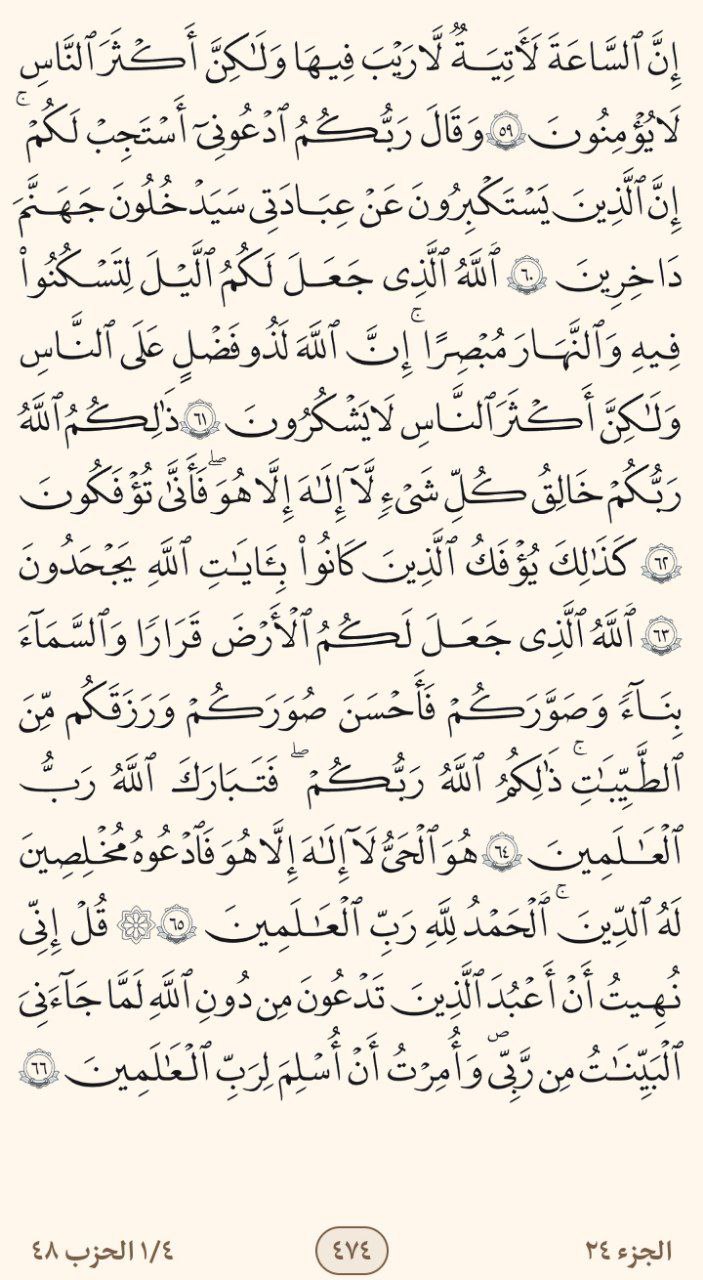 إِنَّ ٱلسَّاعَةَ لَأٓتِيَةٌ لَّا رَيْبَ فِيهَا وَلَٰكِنَّ أَكْثَرَ ٱلنَّاسِ
لَا يُؤْمِنُونَ ٥٩ وَقَالَ رَبُّكُمُ ٱدْعُونِىٓ أَسْتَجِبْ لَكُمْ ۚ
إِنَّ ٱلَّذِينَ يَسْتَكْبِرُونَ عَنْ عِبَادَتِى سَيَدْخُلُونَ جَهَنَّمَ
دَاخِرِينَ ٦٠ ٱللَّهُ ٱلَّذِى جَعَلَ لَكُمُ ٱلَّيْلَ لِتَسْكُنُوا۟
فِيهِ وَٱلنَّهَارَ مُبْصِرًا ۚ إِنَّ ٱللَّهَ لَذُو فَضْلٍ عَلَى ٱلنَّاسِ
وَلَٰكِنَّ أَكْثَرَ ٱلنَّاسِ لَا يَشْكُرُونَ ٦١ ذَٰلِكُمُ ٱللَّهُ
رَبُّكُمْ خَالِقُ كُلِّ شَىْءٍ لَّآ إِلَٰهَ إِلَّا هُوَ ۖ فَأَنَّىٰ تُؤْفَكُونَ
٦٢ كَذَٰلِكَ يُؤْفَكُ ٱلَّذِينَ كَانُوا۟ بِـَٔايَٰتِ ٱللَّهِ يَجْحَدُونَ
٦٣ ٱللَّهُ ٱلَّذِى جَعَلَ لَكُمُ ٱلْأَرْضَ قَرَارًا وَٱلسَّمَآءَ
بِنَآءً وَصَوَّرَكُمْ فَأَحْسَنَ صُوَرَكُمْ وَرَزَقَكُم مِّنَ
ٱلطَّيِّبَٰتِ ۚ ذَٰلِكُمُ ٱللَّهُ رَبُّكُمْ ۖ فَتَبَارَكَ ٱللَّهُ رَبُّ
ٱلْعَٰلَمِينَ ٦٤ هُوَ ٱلْحَىُّ لَآ إِلَٰهَ إِلَّا هُوَ فَٱدْعُوهُ مُخْلِصِينَ
لَهُ ٱلدِّينَ ۚ ٱلْحَمْدُ لِلَّهِ رَبِّ ٱلْعَٰلَمِينَ ٦٥ ۞ قُلْ إِنِّى
نُهِيتُ أَنْ أَعْبُدَ ٱلَّذِينَ تَدْعُونَ مِن دُونِ ٱللَّهِ لَمَّا جَآءَنِىَ
ٱلْبَيِّنَٰتُ مِن رَّبِّى وَأُمِرْتُ أَنْ أُسْلِمَ لِرَبِّ ٱلْعَٰلَمِينَ ٦٦
الجزء ٢٤
٤٧٤
١/٤ الحزب ٤٨